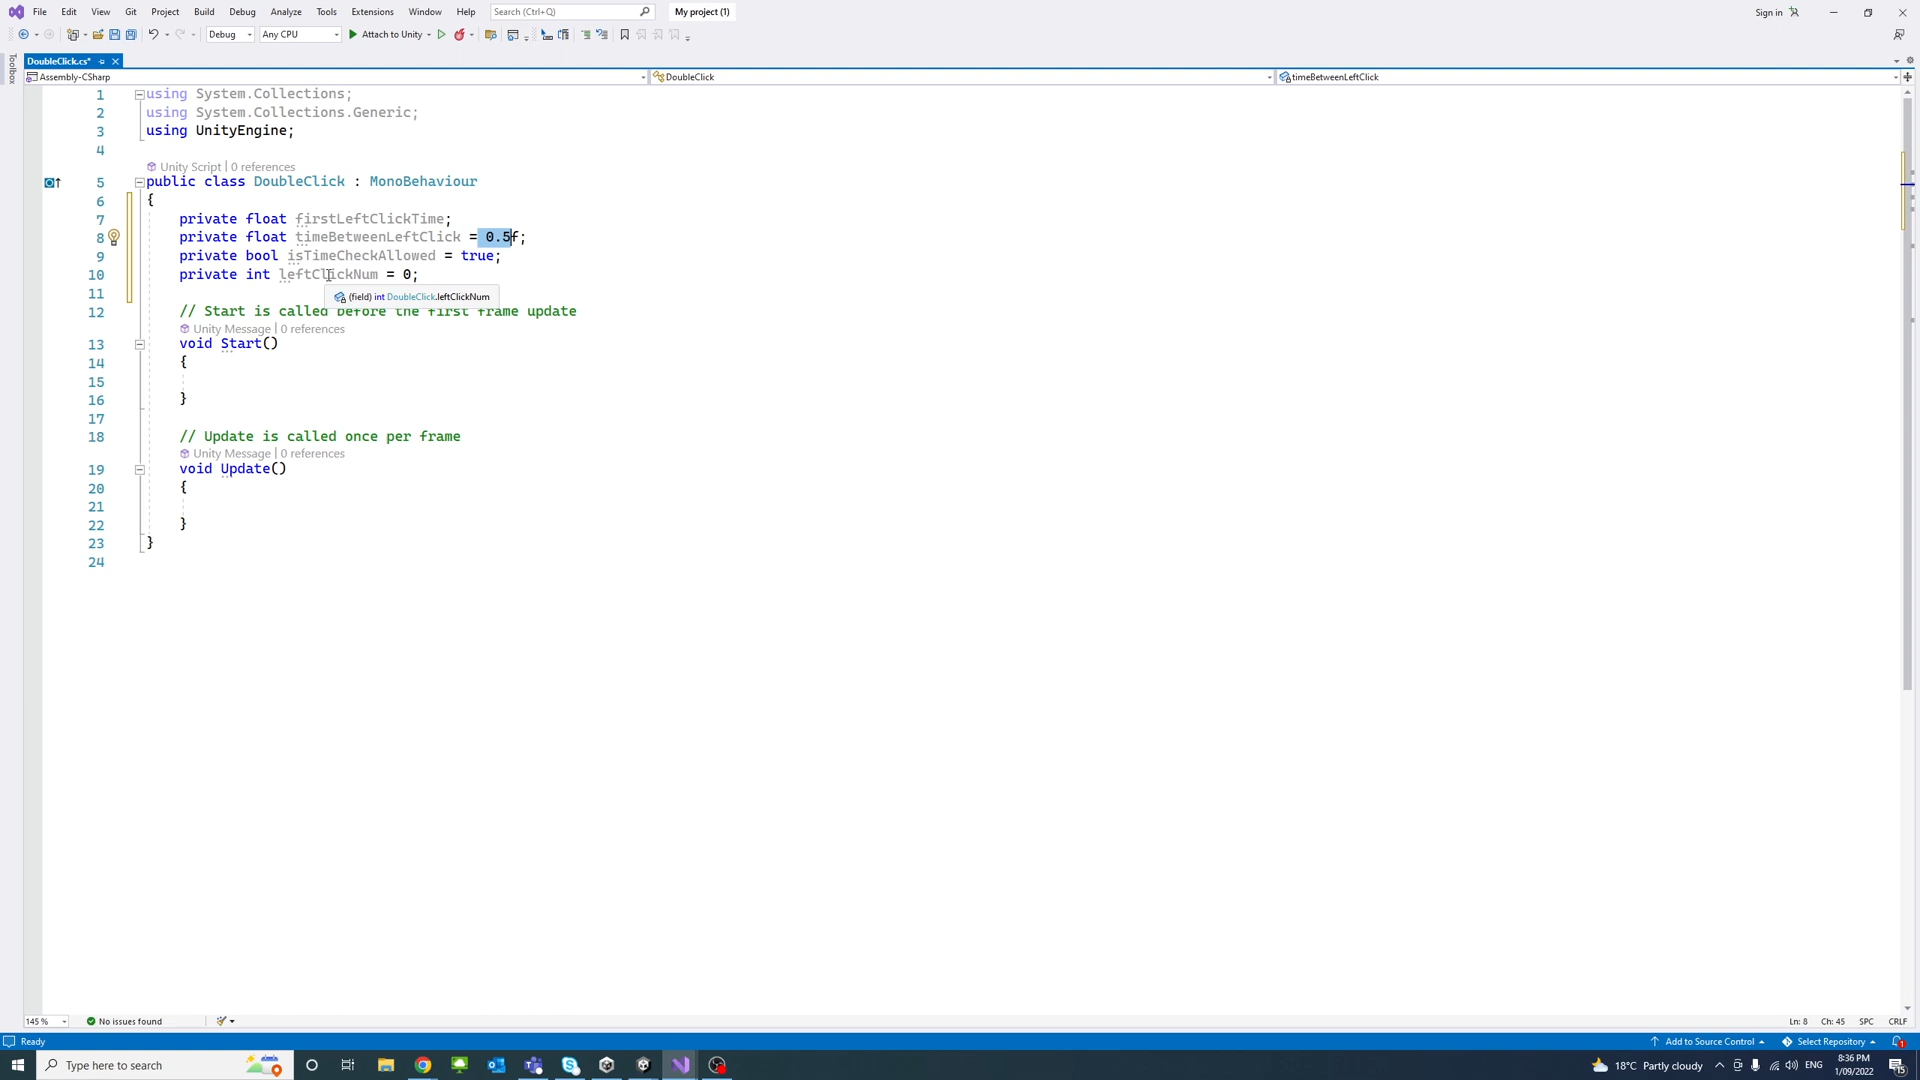 File Edit View Git Project Build Debug Analyze Tools Extensions Window Help Search (Ctrl+Q) My project (1) Sign in
Debug Any CPU Attach to Unity
Toolbox
DoubleClick.cs*
Assembly-CSharp DoubleClick timeBetweenLeftClick
1 using System.Collections;
2 using System.Collections.Generic;
3 using UnityEngine;
4
Unity Script | 0 references
5 public class DoubleClick : MonoBehaviour
6 {
7 private float firstLeftClickTime;
8 private float timeBetweenLeftClick = 0.5f;
9 private bool isTimeCheckAllowed = true;
10 private int leftClickNum = 0;
11 (field) int DoubleClick.leftClickNum
12 // Start is called before the first frame update
Unity Message | 0 references
13 void Start()
14 {
15
16 }
17
18 // Update is called once per frame
Unity Message | 0 references
19 void Update()
20 {
21
22 }
23 }
24
145 % No issues found Ln: 8 Ch: 45 SPC CRLF
Ready Add to Source Control Select Repository 1
Type here to search 18°C Partly cloudy ENG 8:36 PM
1/09/2022 15